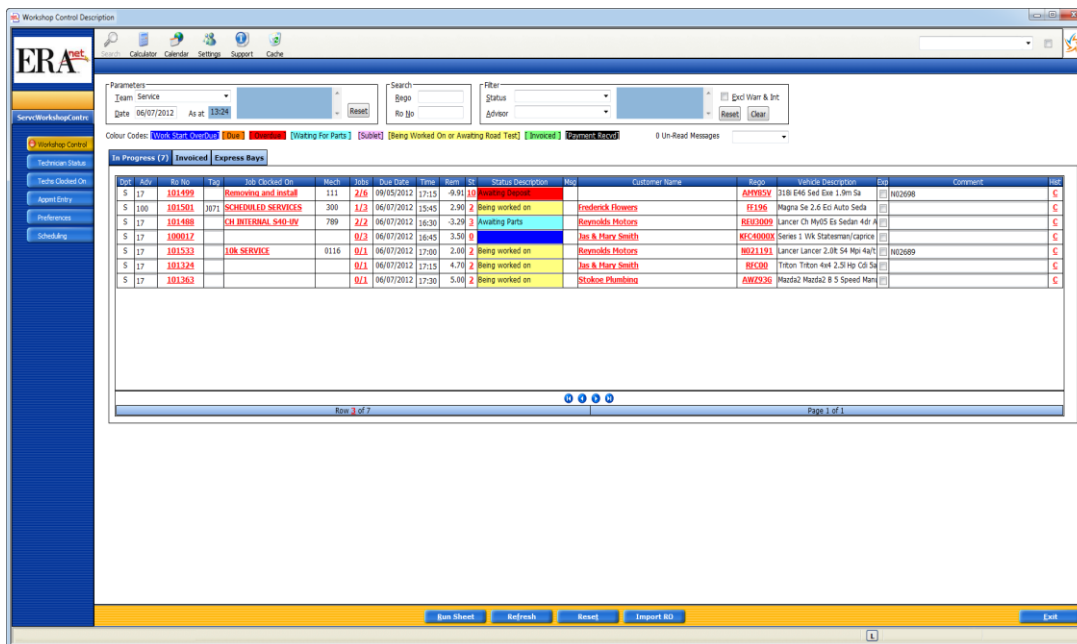 Workshop Control Description
ERAnet
Search Calculator Calendar Settings Support Cache
ServcWorkshopContrc
Workshop Control
Technician Status
Techs Clocked On
Appmt Entry
Preferences
Scheduling
Parameters
Team Service
Date 06/07/2012 As at 13:24 Reset
Search
Rego
Ro No
Filter
Status
Advisor
Excl Warr & Int
Reset Clear
Colour Codes: [Work Start OverDue] [Due] [Overdue] [Waiting For Parts ] [Sublet] [Being Worked On or Awaiting Road Test] [ Invoiced ] [Payment Recvd] 0 Un-Read Messages
In Progress (7) Invoiced Express Bays
Dpt Adv Ro No Tag Job Clocked On Mech Jobs Due Date Time Rem St Status Description Msg Customer Name Rego Vehicle Description Exp Comment Hist
S 17 101499 Removing and install 111 2/6 09/05/2012 17:15 -9.91 10 Awaiting Deposit AMY85V 318i E46 Sed Exe 1.9m Sa N02698 C
S 100 101501 J071 SCHEDULED SERVICES 300 1/3 06/07/2012 15:45 2.90 2 Being worked on Frederick Flowers FF196 Magna Se 2.6 Eci Auto Seda C
S 17 101488 CH INTERNAL S40-UV 789 2/2 06/07/2012 16:30 -3.29 3 Awaiting Parts Reynolds Motors REU3009 Lancer Ch My05 Es Sedan 4dr A C
S 17 100017 0/3 06/07/2012 16:45 3.50 0 Jas & Mary Smith KFC4000X Series 1 Wk Statesman/caprice C
S 17 101533 10k SERVICE 0116 0/1 06/07/2012 17:00 2.00 2 Being worked on Reynolds Motors N021191 Lancer Lancer 2.0lt S4 Mpi 4a/t N02689 C
S 17 101324 0/1 06/07/2012 17:15 4.70 2 Being worked on Jas & Mary Smith RFC00 Triton Triton 4x4 2.5l Hp Cdi 5a C
S 17 101363 0/1 06/07/2012 17:30 5.00 2 Being worked on Stokoe Plumbing AWZ93G Mazda2 Mazda2 B 5 Speed Man C
Row 3 of 7 Page 1 of 1
Run Sheet Refresh Reset Import RO Exit
L